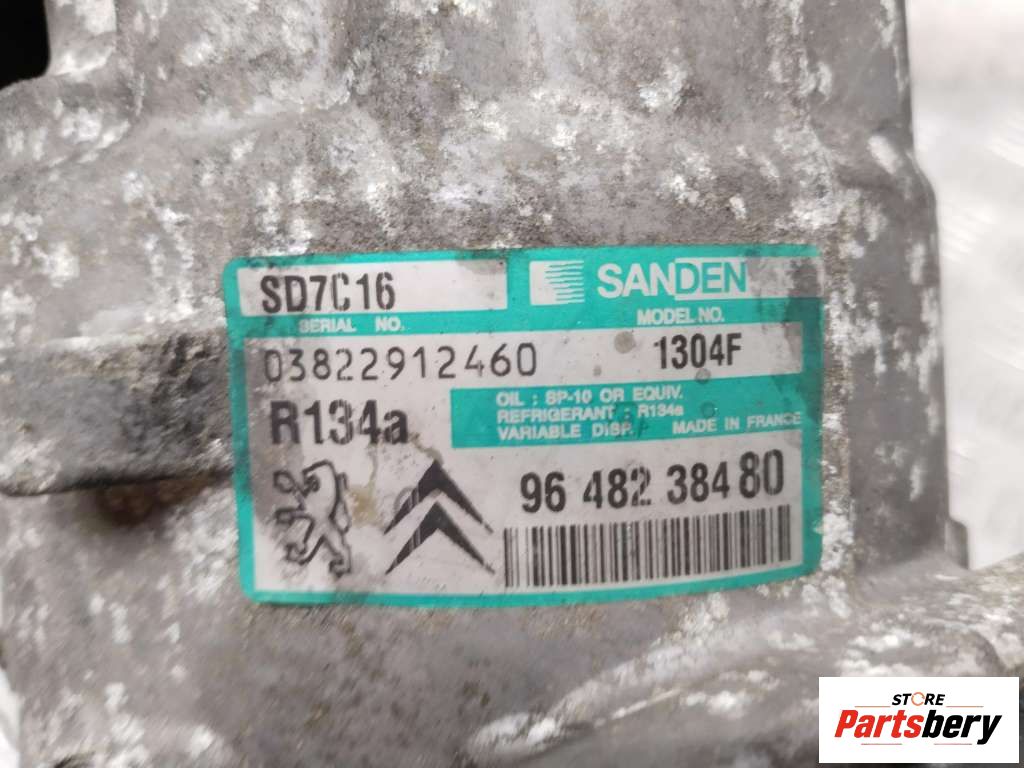 SD7C16
SANDEN
SERIAL NO.
MODEL NO.
03822912460
1304F
OIL : SP-10 OR EQUIV.
REFRIGERANT : R134a
VARIABLE DISP. MADE IN FRANCE
R134a
96 482 384 80
STORE
Partsbery